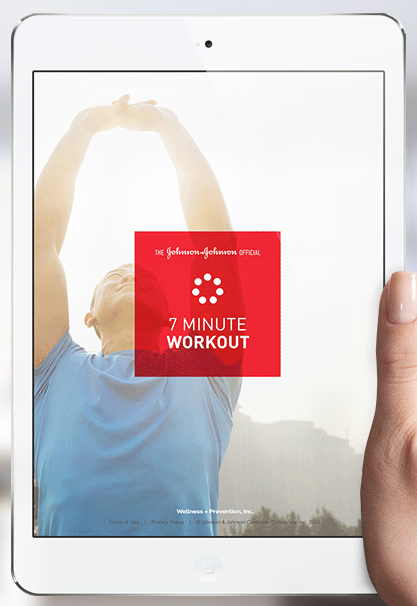 THE Johnson & Johnson OFFICIAL
7 MINUTE
WORKOUT
Wellness & Prevention, Inc.
Terms of Use | Privacy Policy | © Johnson & Johnson Consumer Companies, Inc.